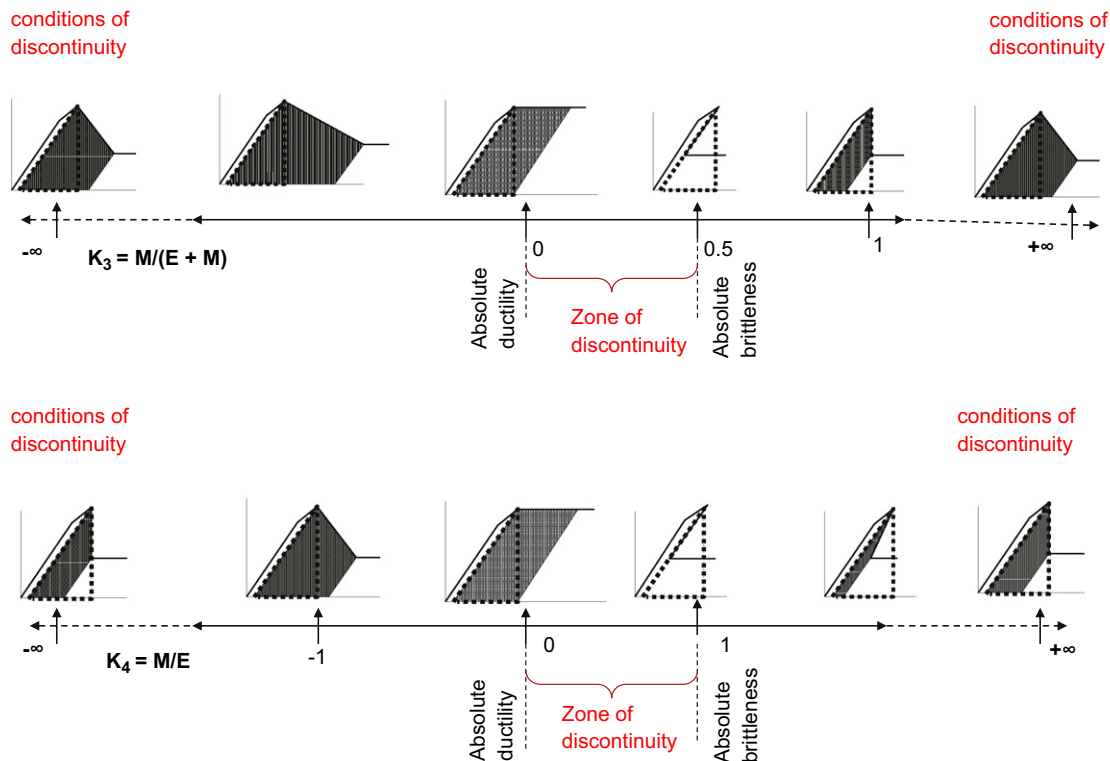 conditions of
discontinuity
conditions of
discontinuity
-∞
K3 = M/(E + M)
0
0.5
1
+∞
Absolute
ductility
Zone of
discontinuity
Absolute
brittleness
conditions of
discontinuity
conditions of
discontinuity
-∞
K4 = M/E
-1
0
1
+∞
Absolute
ductility
Zone of
discontinuity
Absolute
brittleness